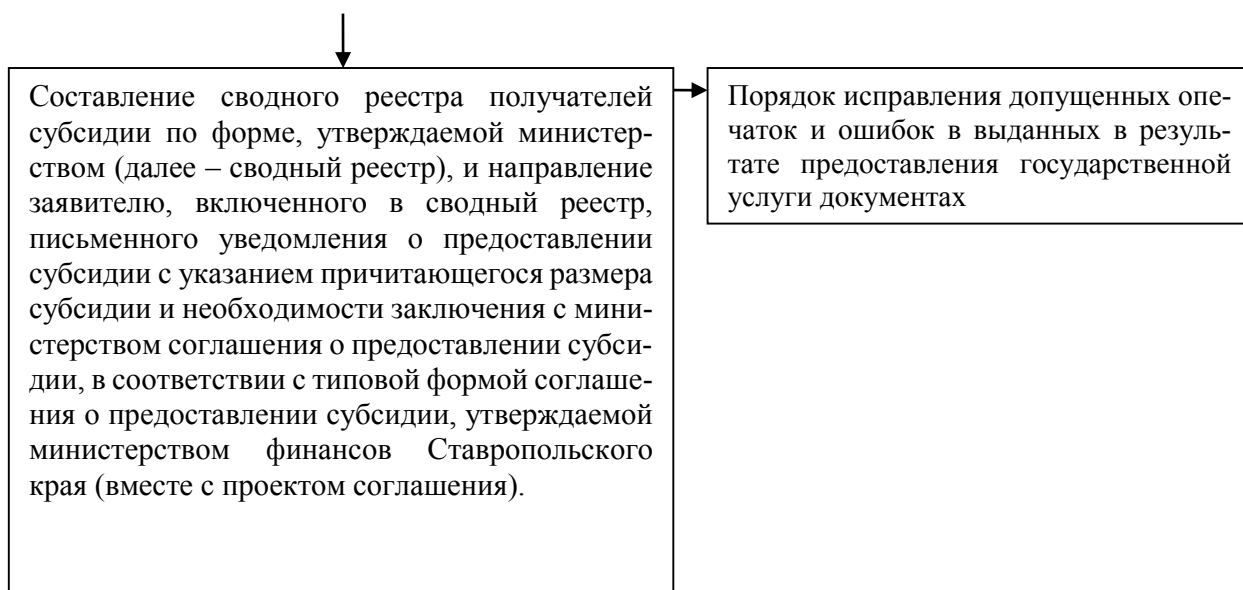 Составление сводного реестра получателей
субсидии по форме, утверждаемой министер-
ством (далее – сводный реестр), и направление
заявителю, включенного в сводный реестр,
письменного уведомления о предоставлении
субсидии с указанием причитающегося размера
субсидии и необходимости заключения с мини-
стерством соглашения о предоставлении субси-
дии, в соответствии с типовой формой соглаше-
ния о предоставлении субсидии, утверждаемой
министерством финансов Ставропольского
края (вместе с проектом соглашения).
Порядок исправления допущенных опе-
чаток и ошибок в выданных в резуль-
тате предоставления государственной
услуги документах